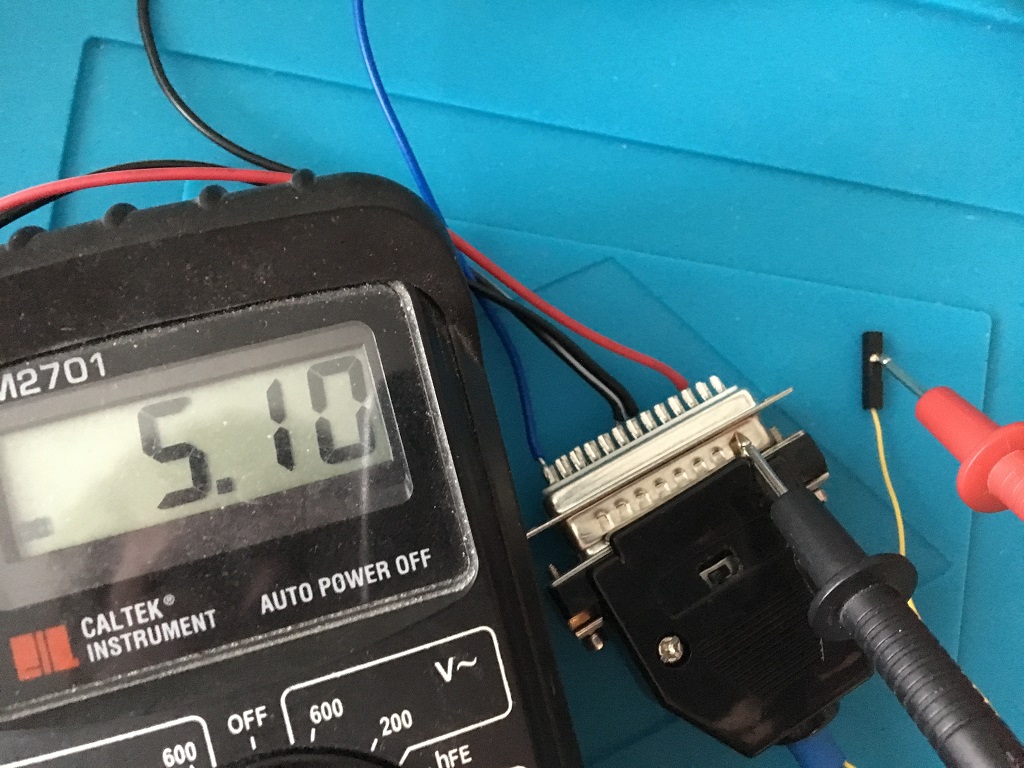 M2701
5.10
CALTEK®
INSTRUMENT
AUTO POWER OFF
600
OFF
600
200
V~
hFE